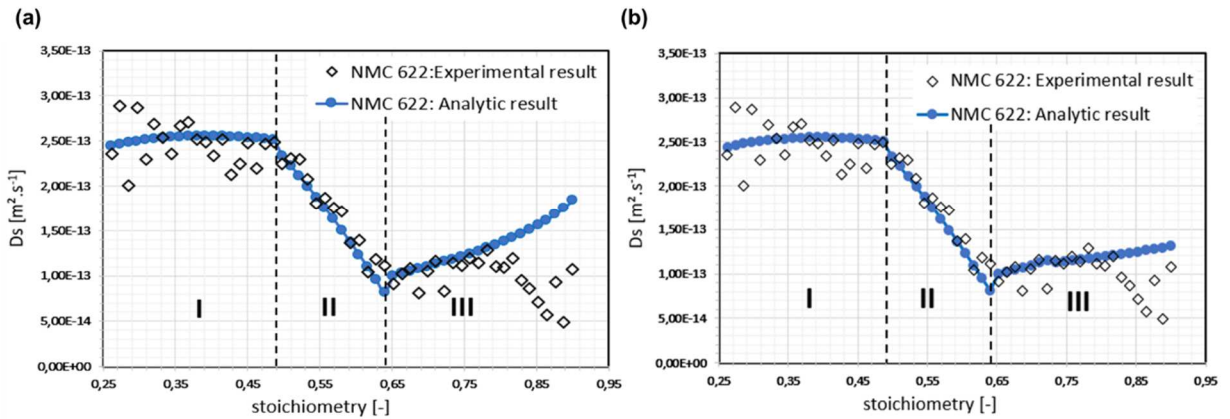 (a)
3,50E-13
3,00E-13
2,50E-13
2,00E-13
1,50E-13
1,00E-13
5,00E-14
0,00E+00
Ds [m².s⁻¹]
NMC 622:Experimental result
NMC 622: Analytic result
I
II
III
0,25
0,35
0,45
0,55
0,65
0,75
0,85
0,95
stoichiometry [-]
(b)
3,50E-13
3,00E-13
2,50E-13
2,00E-13
1,50E-13
1,00E-13
5,00E-14
0,00E+00
Ds [m².s⁻¹]
NMC 622: Experimental result
NMC 622: Analytic result
I
II
III
0,25
0,35
0,45
0,55
0,65
0,75
0,85
0,95
stoichiometry [-]